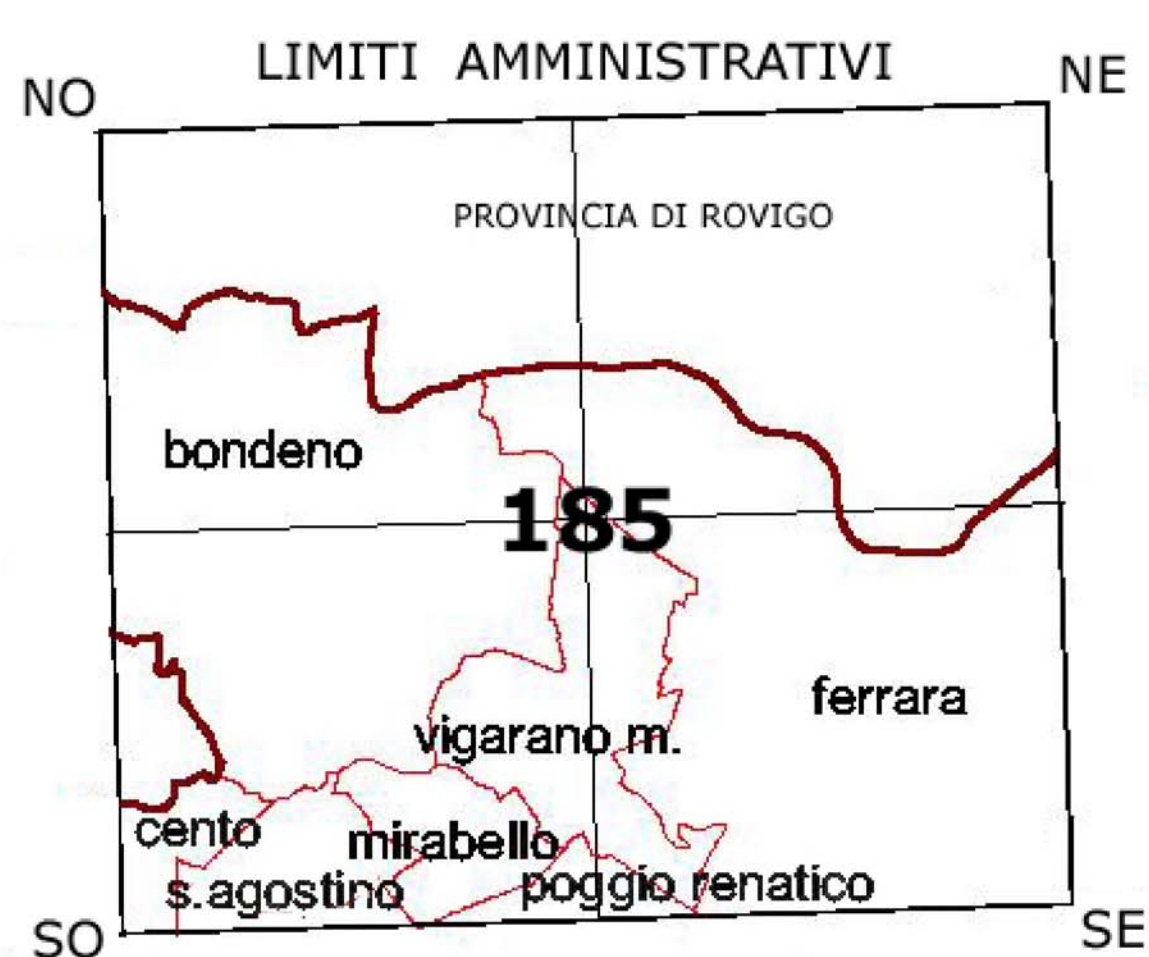 LIMITI AMMINISTRATIVI
NO
NE
PROVINCIA DI ROVIGO
bondeno
185
ferrara
vigarano m.
cento
mirabello
s.agostino
poggio renatico
SO
SE